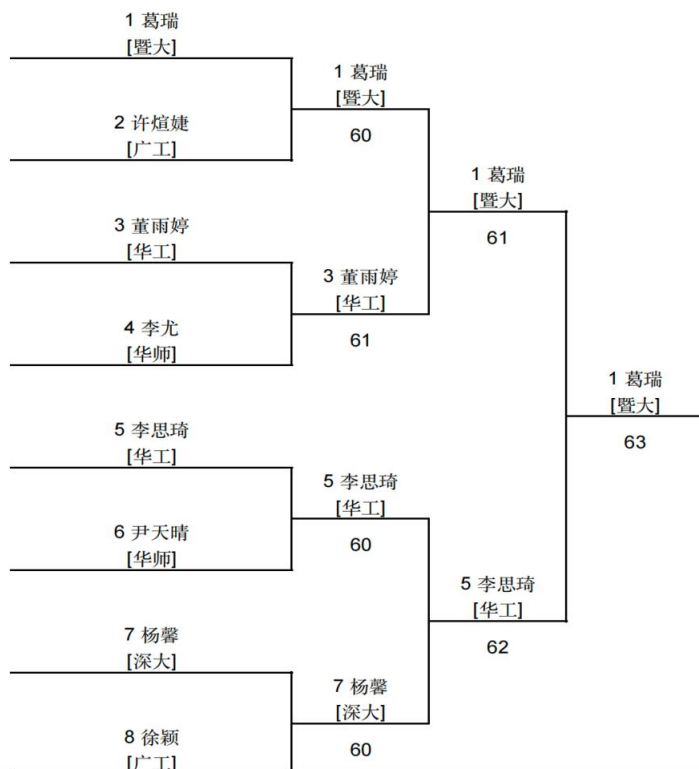 1 葛瑞
[暨大]
2 许煊婕
[广工]
3 董雨婷
[华工]
4 李尤
[华师]
5 李思琦
[华工]
6 尹天晴
[华师]
7 杨馨
[深大]
8 徐颖
[广工]
1 葛瑞
[暨大]
60
3 董雨婷
[华工]
61
5 李思琦
[华工]
60
7 杨馨
[深大]
60
1 葛瑞
[暨大]
61
5 李思琦
[华工]
62
1 葛瑞
[暨大]
63